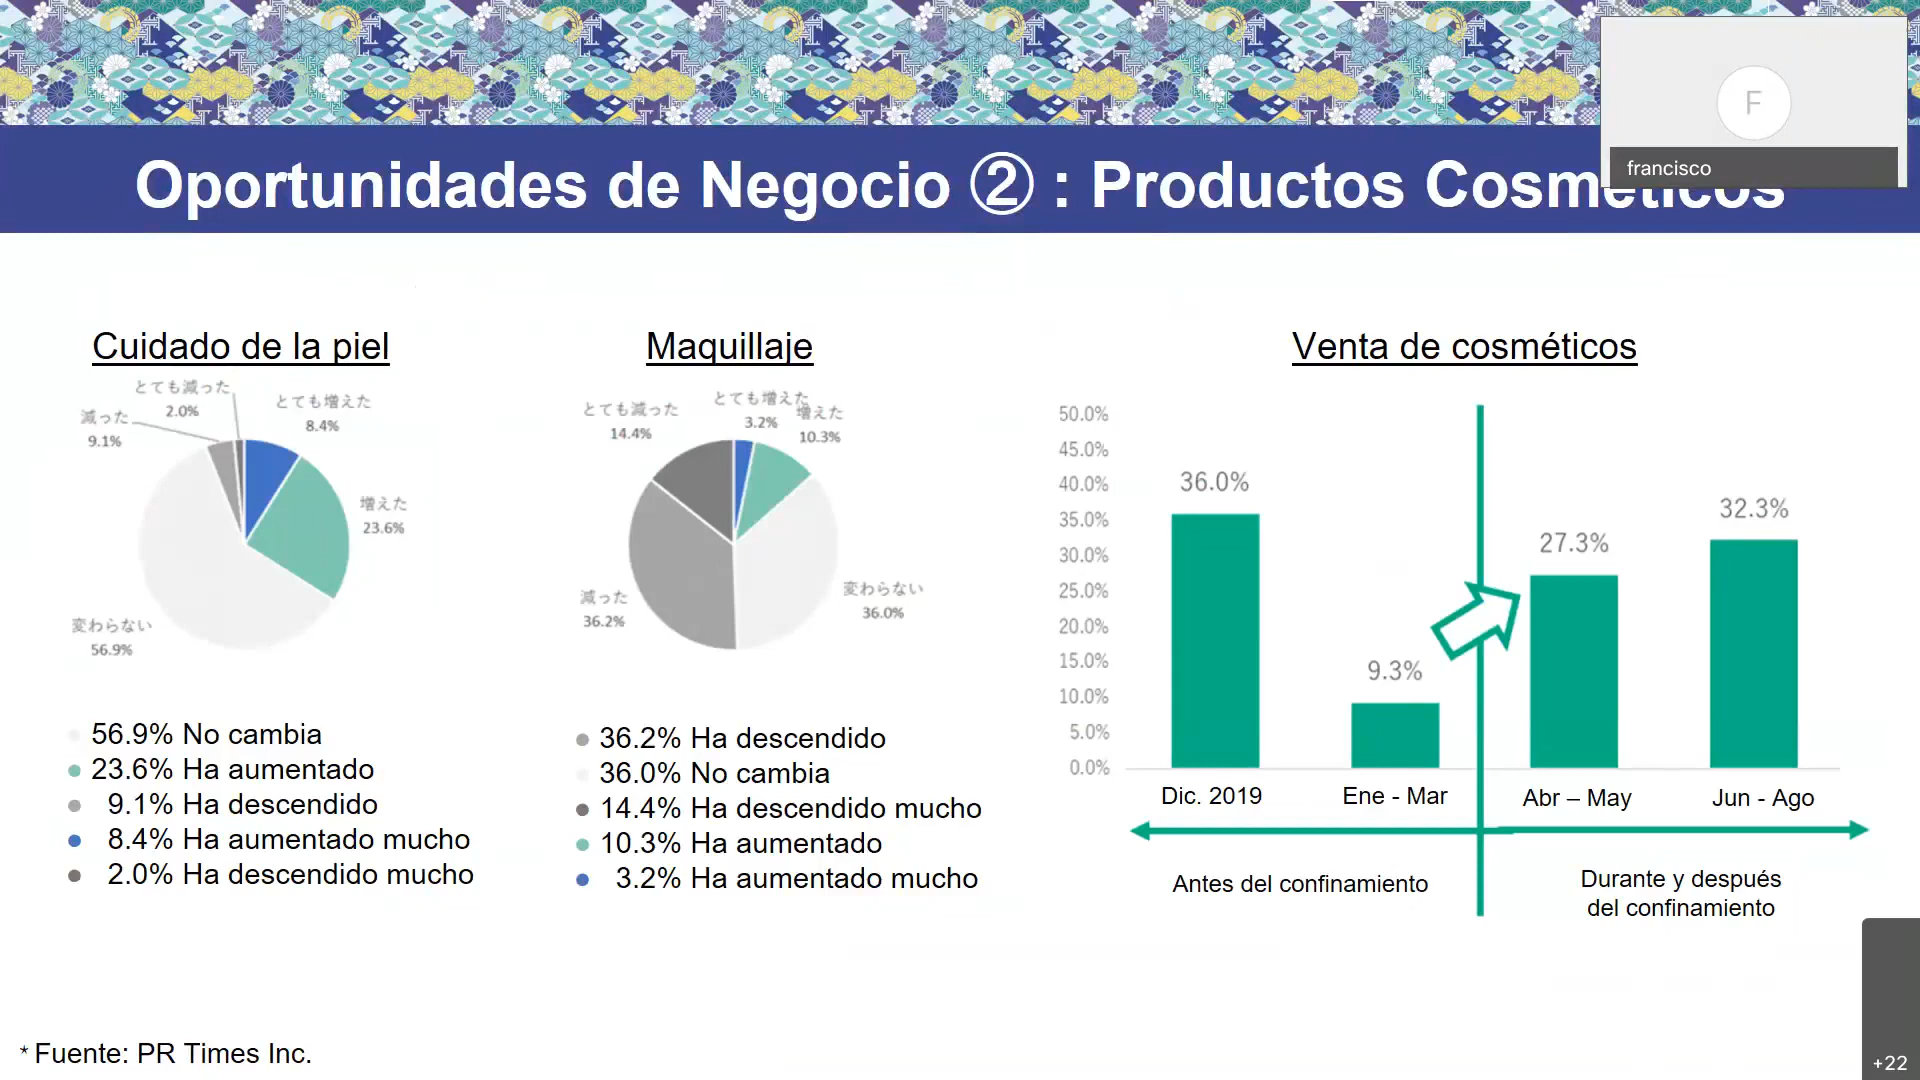 francisco
F
Oportunidades de Negocio ② : Productos Cosméticos
Cuidado de la piel
とても減った
2.0%
とても増えた
8.4%
減った
9.1%
増えた
23.6%
変わらない
56.9%
56.9% No cambia
23.6% Ha aumentado
9.1% Ha descendido
8.4% Ha aumentado mucho
2.0% Ha descendido mucho
Maquillaje
とても減った
14.4%
とても増えた
3.2%
増えた
10.3%
減った
36.2%
変わらない
36.0%
36.2% Ha descendido
36.0% No cambia
14.4% Ha descendido mucho
10.3% Ha aumentado
3.2% Ha aumentado mucho
Venta de cosméticos
50.0%
45.0%
40.0%
35.0%
30.0%
25.0%
20.0%
15.0%
10.0%
5.0%
0.0%
36.0%
9.3%
27.3%
32.3%
Dic. 2019
Ene - Mar
Abr – May
Jun - Ago
Antes del confinamiento
Durante y después
del confinamiento
* Fuente: PR Times Inc.
+22